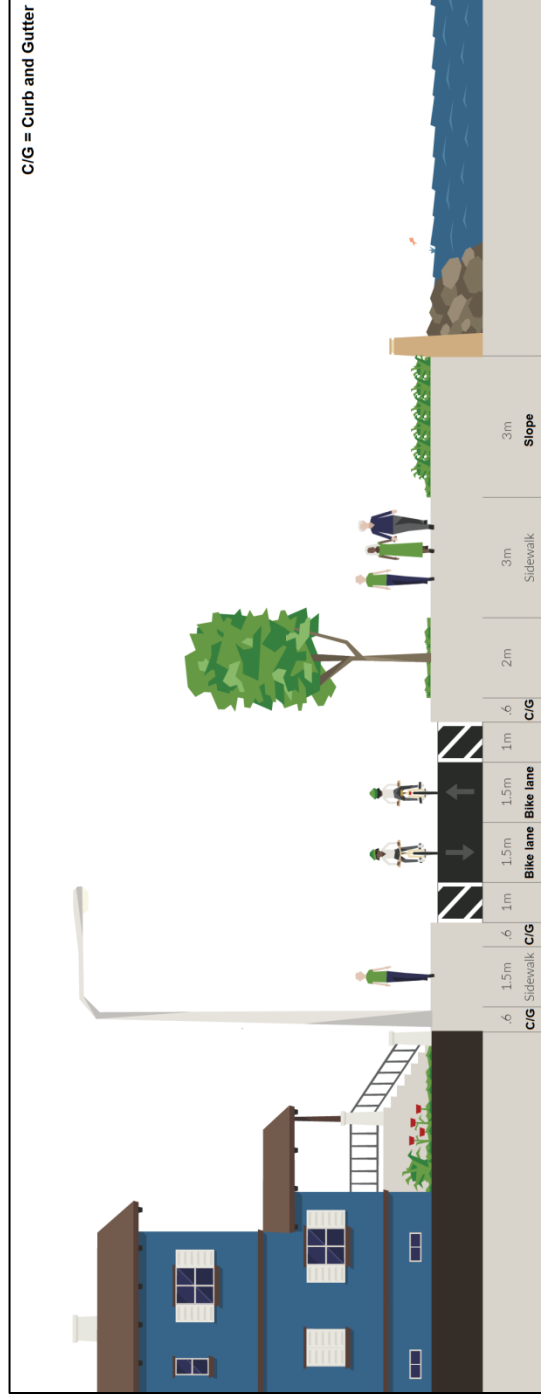 C/G = Curb and Gutter
.6 1.5m .6 1m 1.5m 1.5m 1m .6 2m 3m 3m
C/G Sidewalk C/G Bike lane Bike lane C/G Sidewalk Slope